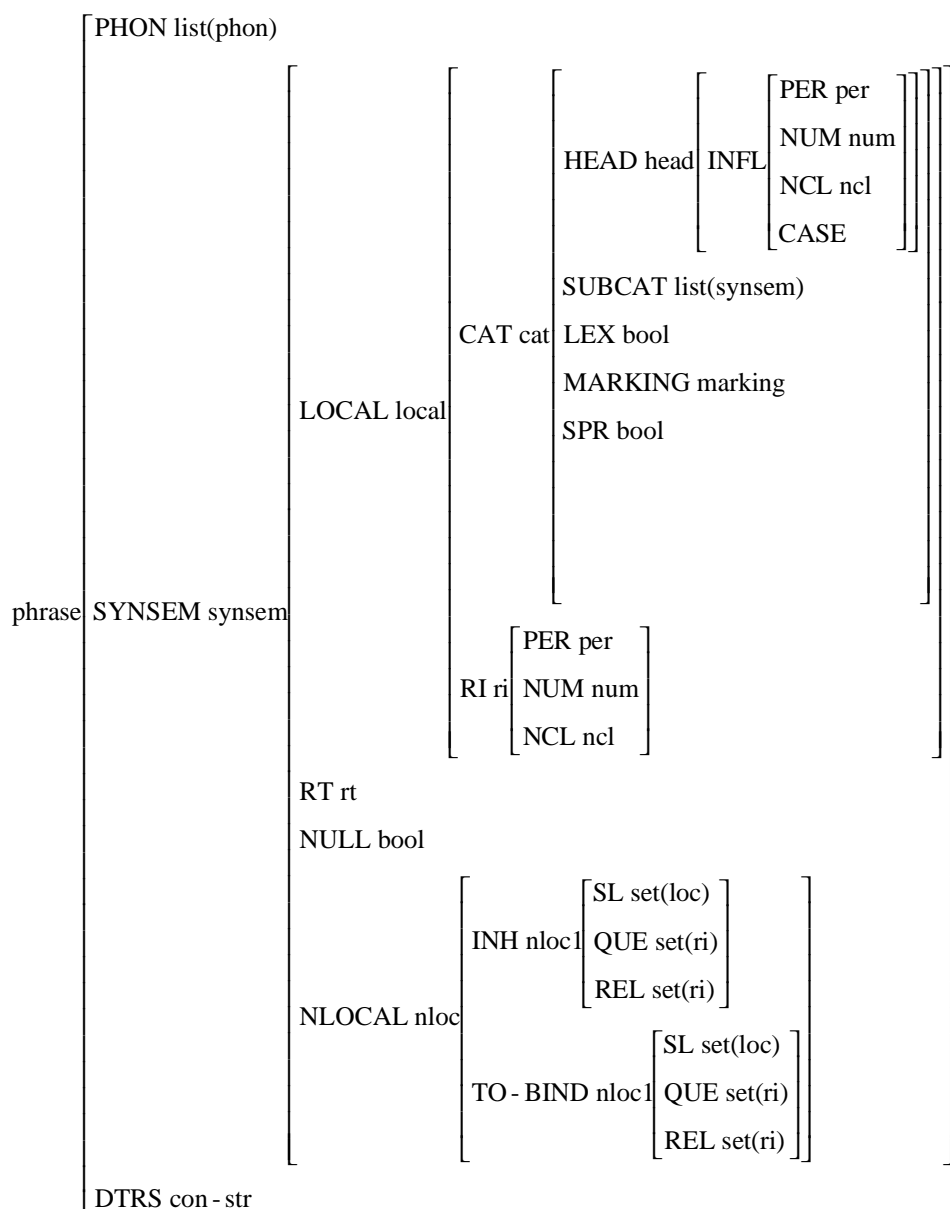 PHON list(phon)
PER per
NUM num
HEAD head INFL
NCL ncl
CASE
SUBCAT list(synsem)
CAT cat LEX bool
MARKING marking
LOCAL local
SPR bool
phrase SYNSEM synsem
PER per
RI ri NUM num
NCL ncl
RT rt
NULL bool
SL set(loc)
INH nloc1 QUE set(ri)
REL set(ri)
NLOCAL nloc
SL set(loc)
TO - BIND nloc1 QUE set(ri)
REL set(ri)
DTRS con - str